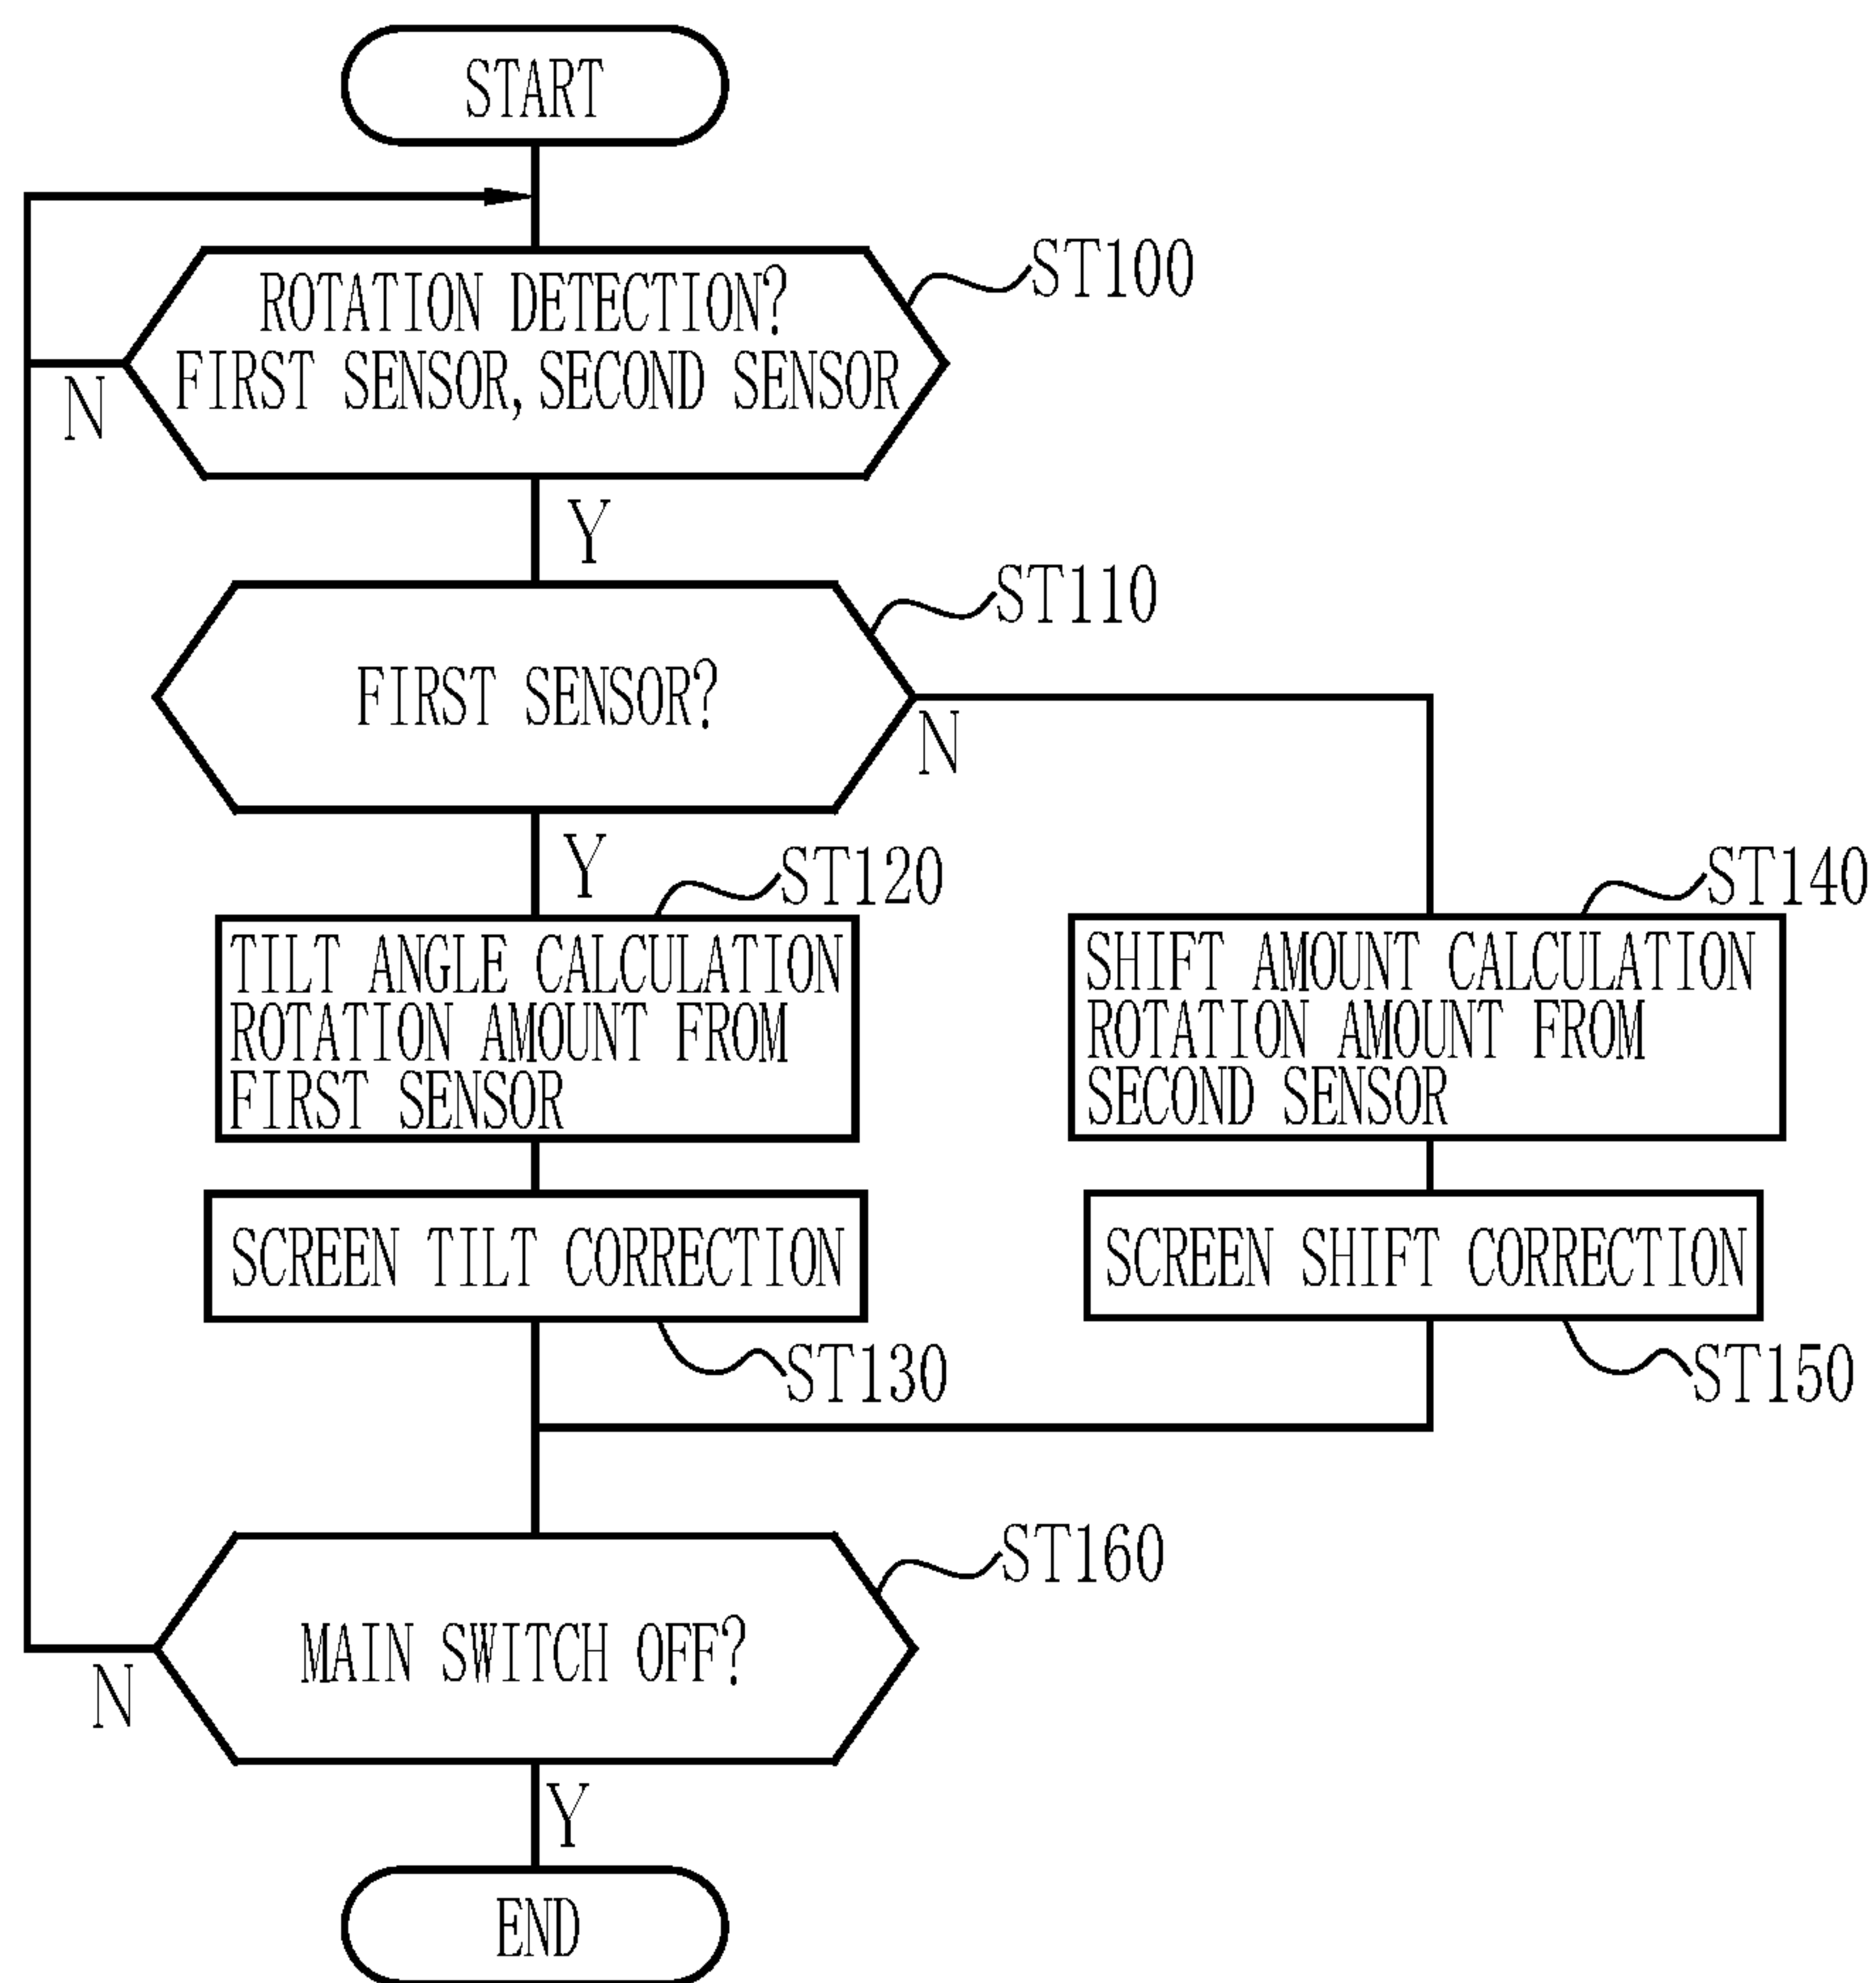 START
ST100
ROTATION DETECTION?
FIRST SENSOR, SECOND SENSOR
N
Y
ST110
FIRST SENSOR?
N
Y
ST120
ST140
TILT ANGLE CALCULATION
ROTATION AMOUNT FROM
FIRST SENSOR
SHIFT AMOUNT CALCULATION
ROTATION AMOUNT FROM
SECOND SENSOR
SCREEN TILT CORRECTION
SCREEN SHIFT CORRECTION
ST130
ST150
ST160
MAIN SWITCH OFF?
N
Y
END